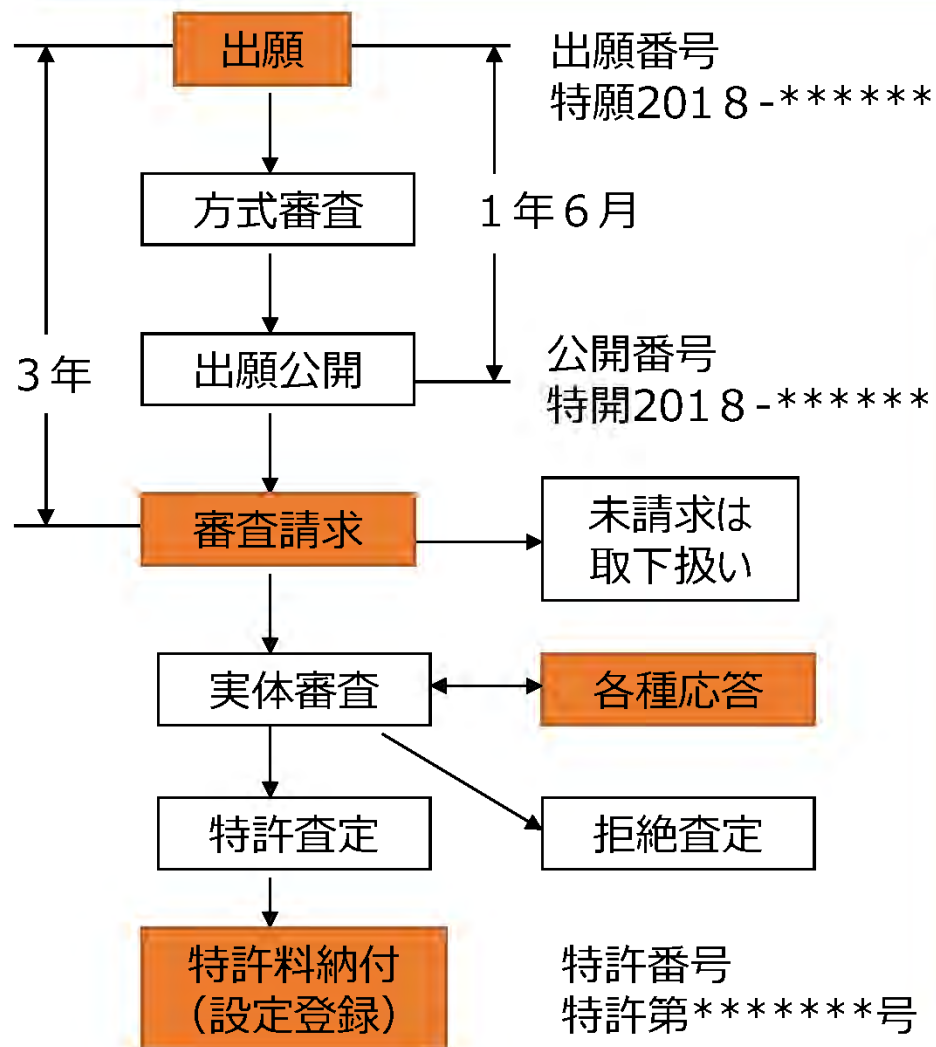 出願
出願番号
特願2018-******
方式審査
1年6月
出願公開
3年
公開番号
特開2018-******
審査請求
未請求は
取下扱い
実体審査
各種応答
特許査定
拒絶査定
特許料納付
(設定登録)
特許番号
特許第*******号